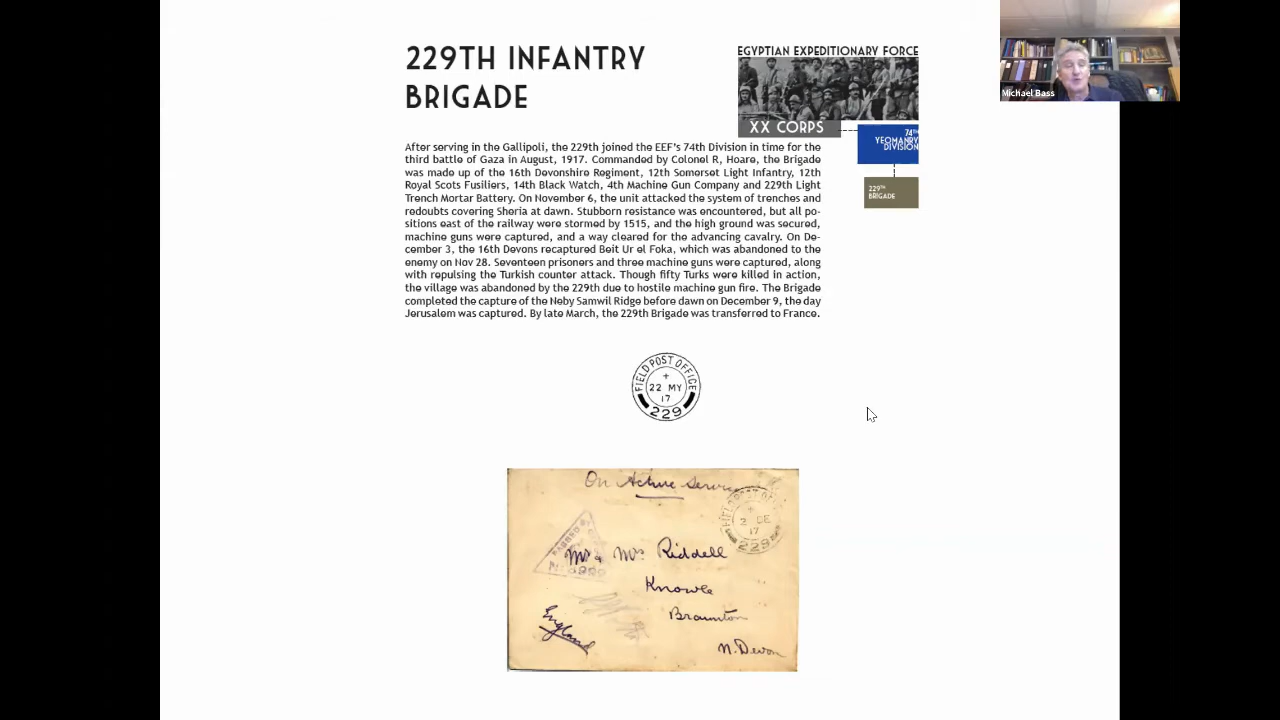 229TH INFANTRY
BRIGADE
EGYPTIAN EXPEDITIONARY FORCE
XX CORPS
74TH
YEOMANRY
DIVISION
229TH
BRIGADE
Michael Bass
After serving in the Gallipoli, the 229th joined the EEF's 74th Division in time for the
third battle of Gaza in August, 1917. Commanded by Colonel R, Hoare, the Brigade
was made up of the 16th Devonshire Regiment, 12th Somerset Light Infantry, 12th
Royal Scots Fusiliers, 14th Black Watch, 4th Machine Gun Company and 229th Light
Trench Mortar Battery. On November 6, the unit attacked the system of trenches and
redoubts covering Sheria at dawn. Stubborn resistance was encountered, but all po-
sitions east of the railway were stormed by 1515, and the high ground was secured,
machine guns were captured, and a way cleared for the advancing cavalry. On De-
cember 3, the 16th Devons recaptured Beit Ur el Foka, which was abandoned to the
enemy on Nov 28. Seventeen prisoners and three machine guns were captured, along
with repulsing the Turkish counter attack. Though fifty Turks were killed in action,
the village was abandoned by the 229th due to hostile machine gun fire. The Brigade
completed the capture of the Neby Samwil Ridge before dawn on December 9, the day
Jerusalem was captured. By late March, the 229th Brigade was transferred to France.
FIELD POST OFFICE
22 MY
17
229
On Active Service
2 DE
17
229
Mr & Mrs Riddell
Knowle
Braunton
N. Devon
England